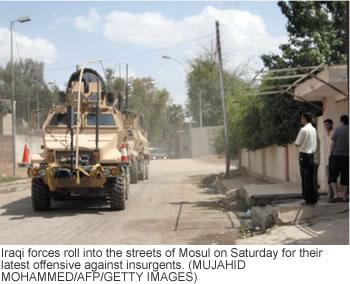 Iraqi forces roll into the streets of Mosul on Saturday for their
latest offensive against insurgents. (MUJAHID
MOHAMMED/AFP/GETTY IMAGES)